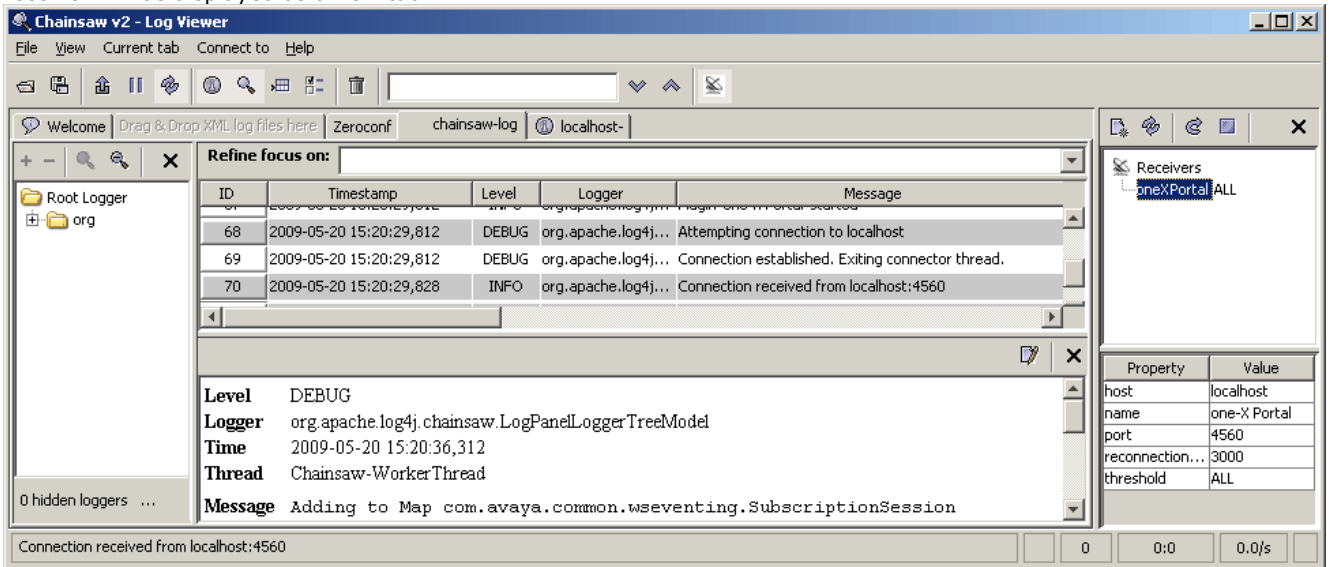 Chainsaw v2 - Log Viewer
File View Current tab Connect to Help
Welcome Drag & Drop XML log files here Zeroconf chainsaw-log localhost-
Refine focus on:
Root Logger
org
0 hidden loggers ...
ID Timestamp Level Logger Message
68 2009-05-20 15:20:29,812 DEBUG org.apache.log4j... Attempting connection to localhost
69 2009-05-20 15:20:29,812 DEBUG org.apache.log4j... Connection established. Exiting connector thread.
70 2009-05-20 15:20:29,828 INFO org.apache.log4j... Connection received from localhost:4560
Level DEBUG
Logger org.apache.log4j.chainsaw.LogPanelLoggerTreeModel
Time 2009-05-20 15:20:36,312
Thread Chainsaw-WorkerThread
Message Adding to Map com.avaya.common.wseventing.SubscriptionSession
Receivers
oneXPortal ALL
Property Value
host localhost
name one-X Portal
port 4560
reconnection... 3000
threshold ALL
Connection received from localhost:4560
0 0:0 0.0/s